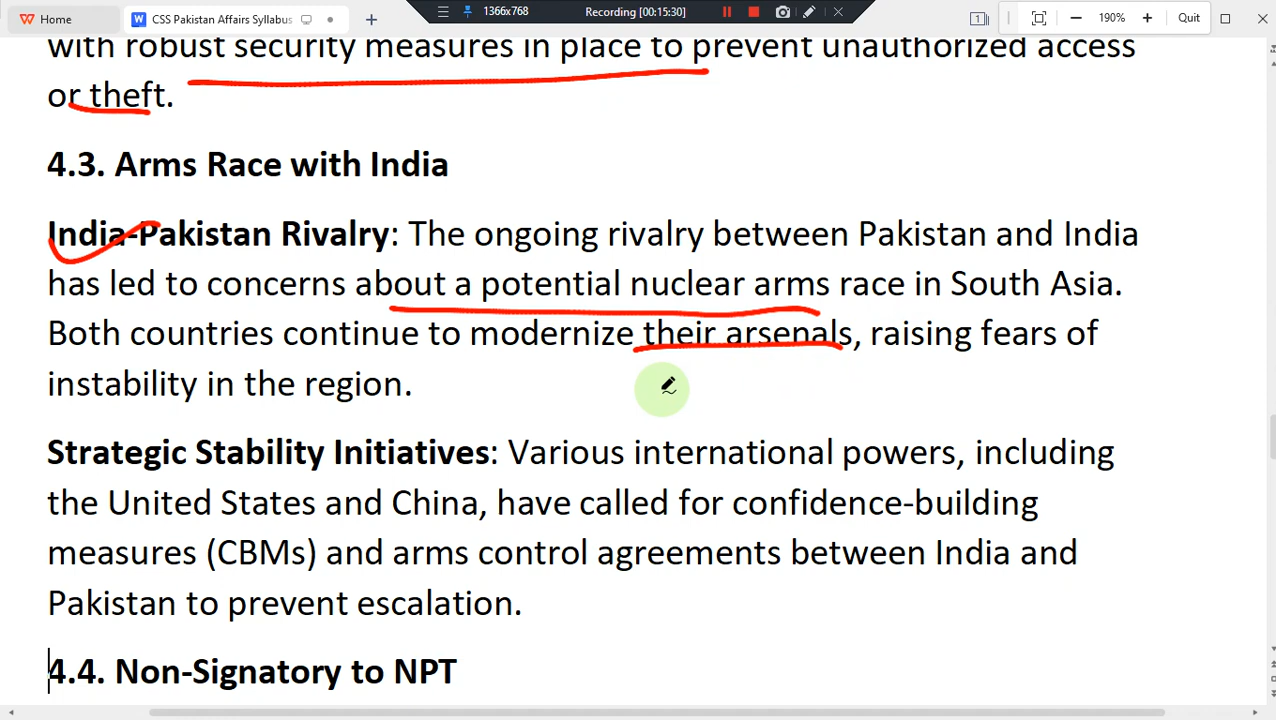 Home
CSS Pakistan Affairs Syllabus
1366x768
Recording [00:15:30]
1
190%
Quit
with robust security measures in place to prevent unauthorized access
or theft.
4.3. Arms Race with India
India-Pakistan Rivalry: The ongoing rivalry between Pakistan and India
has led to concerns about a potential nuclear arms race in South Asia.
Both countries continue to modernize their arsenals, raising fears of
instability in the region.
Strategic Stability Initiatives: Various international powers, including
the United States and China, have called for confidence-building
measures (CBMs) and arms control agreements between India and
Pakistan to prevent escalation.
4.4. Non-Signatory to NPT